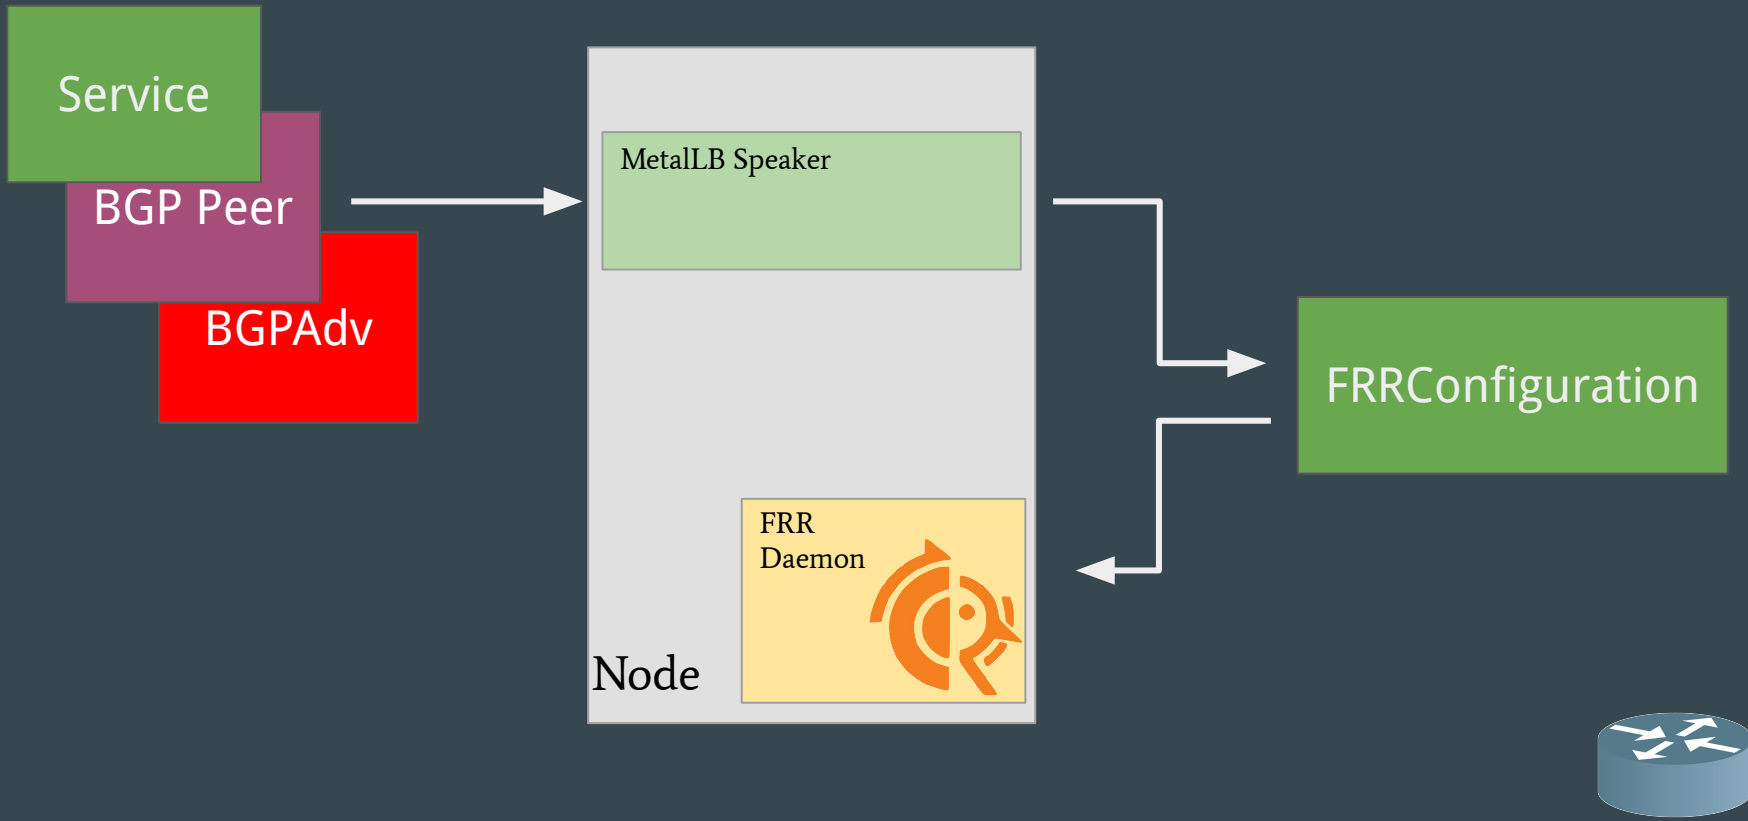 Service
BGP Peer
BGPAdv
MetalLB Speaker
FRRConfiguration
FRR
Daemon
Node